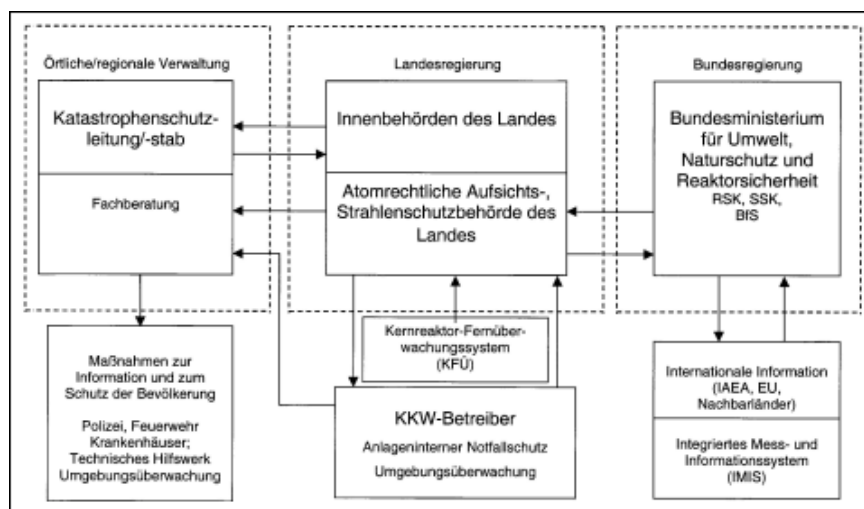 Örtliche/regionale Verwaltung
Katastrophenschutz-
leitung/-stab
Fachberatung
Maßnahmen zur
Information und zum
Schutz der Bevölkerung
Polizei, Feuerwehr
Krankenhäuser;
Technisches Hilfswerk
Umgebungsüberwachung
Landesregierung
Innenbehörden des Landes
Atomrechtliche Aufsichts-,
Strahlenschutzbehörde des
Landes
Kernreaktor-Fernüber-
wachungssystem
(KFÜ)
KKW-Betreiber
Anlageninterner Notfallschutz
Umgebungsüberwachung
Bundesregierung
Bundesministerium
für Umwelt,
Naturschutz und
Reaktorsicherheit
RSK, SSK,
BfS
Internationale Information
(IAEA, EU,
Nachbarländer)
Integriertes Mess- und
Informationssystem
(IMIS)